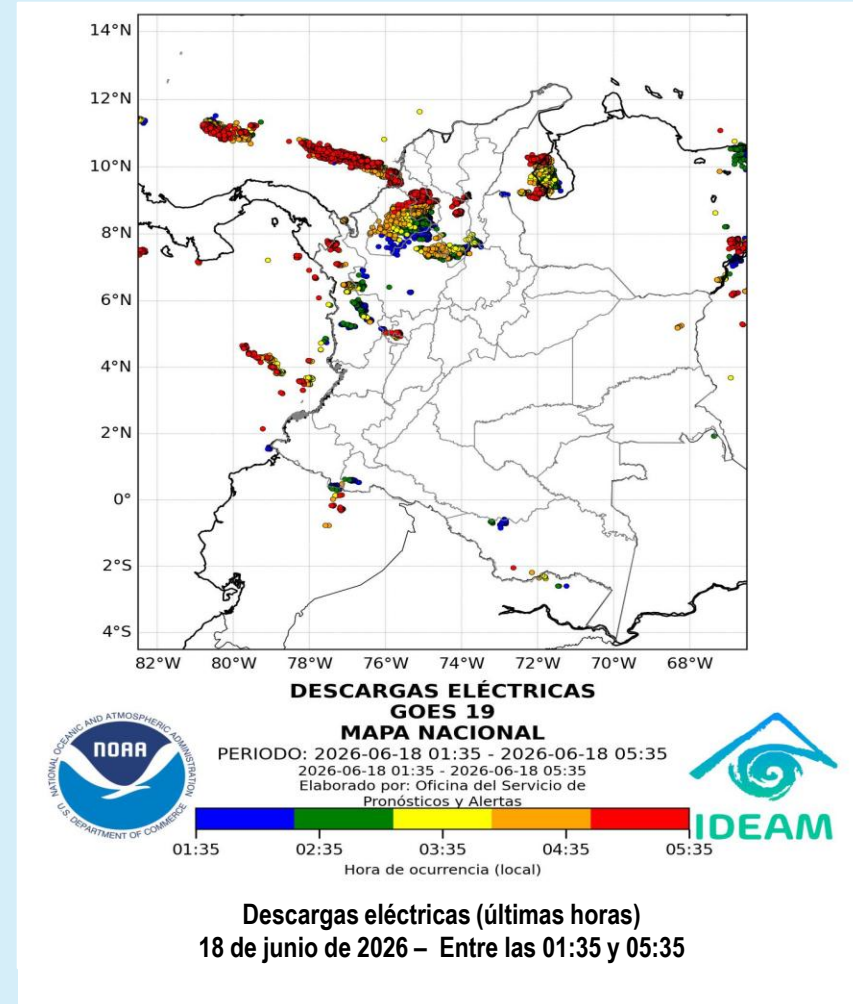 14°N
12°N
10°N
8°N
6°N
4°N
2°N
0°
2°S
4°S
82°W 80°W 78°W 76°W 74°W 72°W 70°W 68°W
DESCARGAS ELÉCTRICAS
GOES 19
MAPA NACIONAL
PERIODO: 2026-06-18 01:35 - 2026-06-18 05:35
2026-06-18 01:35 - 2026-06-18 05:35
Elaborado por: Oficina del Servicio de
Pronósticos y Alertas
NATIONAL OCEANIC AND ATMOSPHERIC ADMINISTRATION
NOAA
U.S. DEPARTMENT OF COMMERCE
IDEAM
01:35 02:35 03:35 04:35 05:35
Hora de ocurrencia (local)
Descargas eléctricas (últimas horas)
18 de junio de 2026 – Entre las 01:35 y 05:35